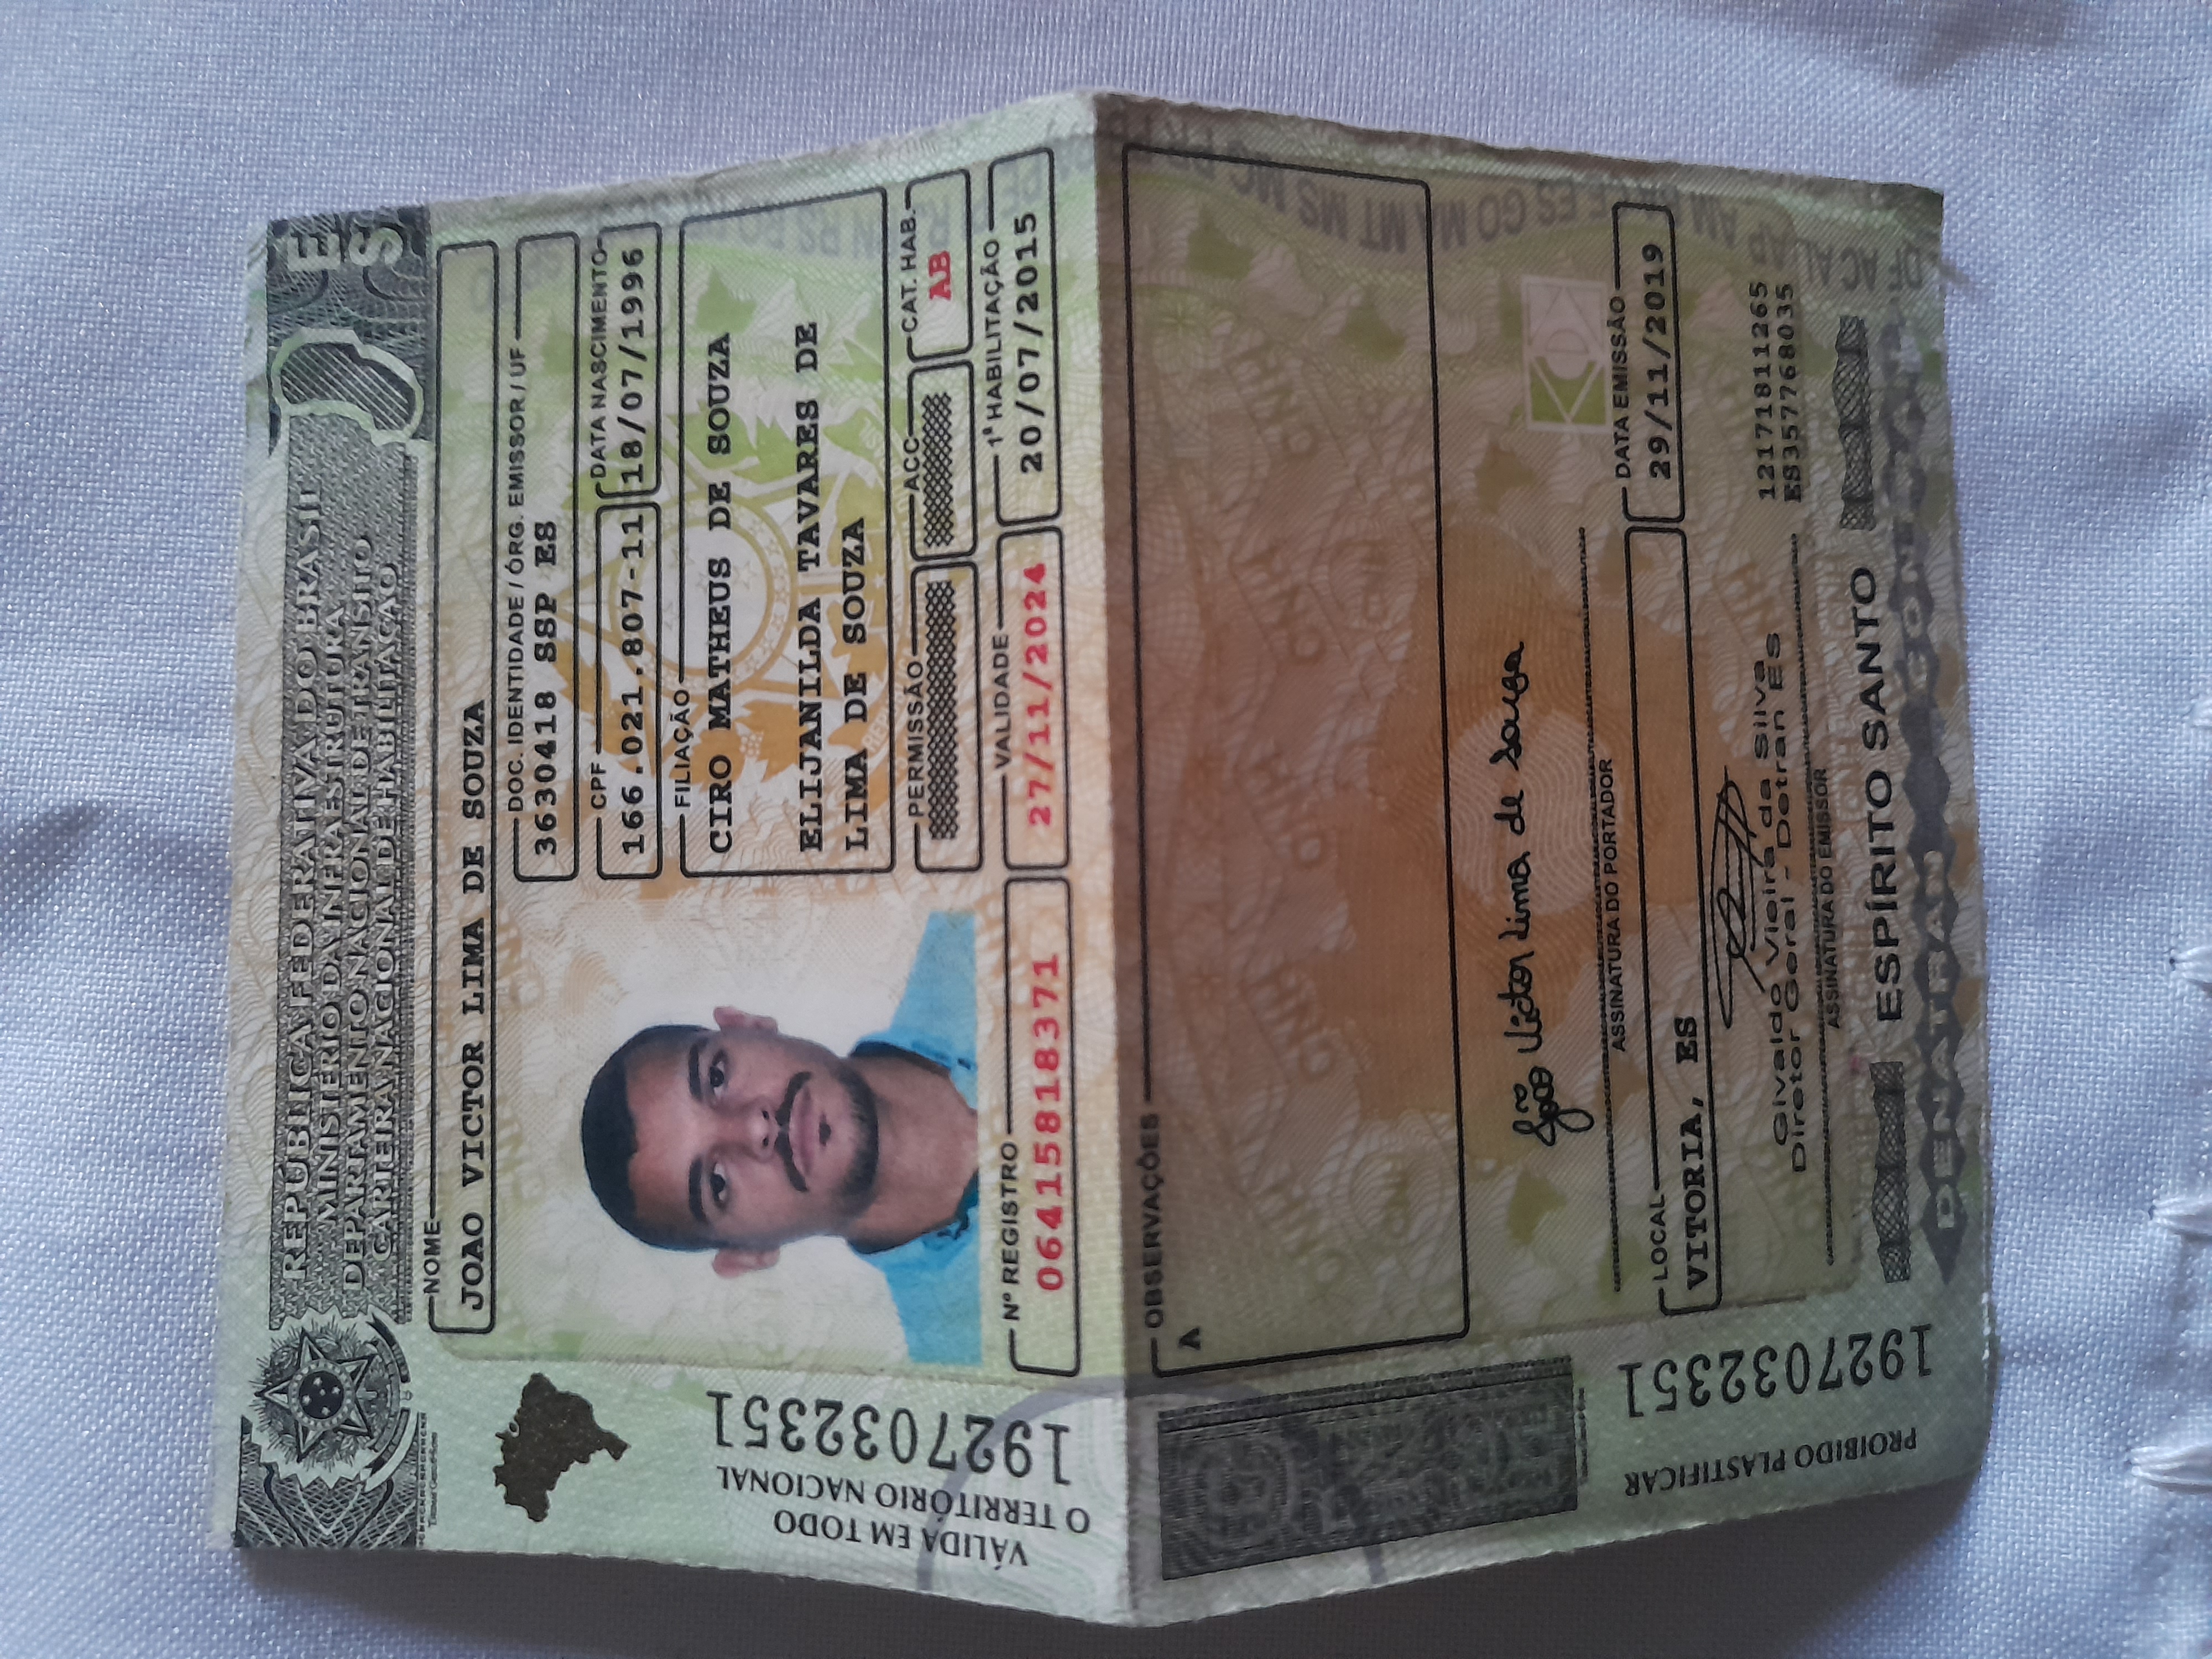 REPÚBLICA FEDERATIVA DO BRASIL
MINISTÉRIO DA INFRAESTRUTURA
DEPARTAMENTO NACIONAL DE TRÂNSITO
CARTEIRA NACIONAL DE HABILITAÇÃO
ES
NOME
JOAO VICTOR LIMA DE SOUZA
DOC. IDENTIDADE / ÓRG. EMISSOR / UF
3630418 SSP ES
CPF
166.021.807-11
DATA NASCIMENTO
18/07/1996
FILIAÇÃO
CIRO MATHEUS DE SOUZA
ELIJANILDA TAVARES DE
LIMA DE SOUZA
PERMISSÃO
ACC
CAT. HAB.
AB
Nº REGISTRO
06415818371
VALIDADE
27/11/2024
1ª HABILITAÇÃO
20/07/2015
VÁLIDA EM TODO
O TERRITÓRIO NACIONAL
1927032351
OBSERVAÇÕES
A
João Victor Lima de Souza
ASSINATURA DO PORTADOR
LOCAL
VITORIA, ES
DATA EMISSÃO
29/11/2019
Givaldo Vieira da Silva
Diretor Geral - Detran ES
ASSINATURA DO EMISSOR
12171811265
ES357768035
PROIBIDO PLASTIFICAR
1927032351
ESPÍRITO SANTO
DENATRAN CONTRAN